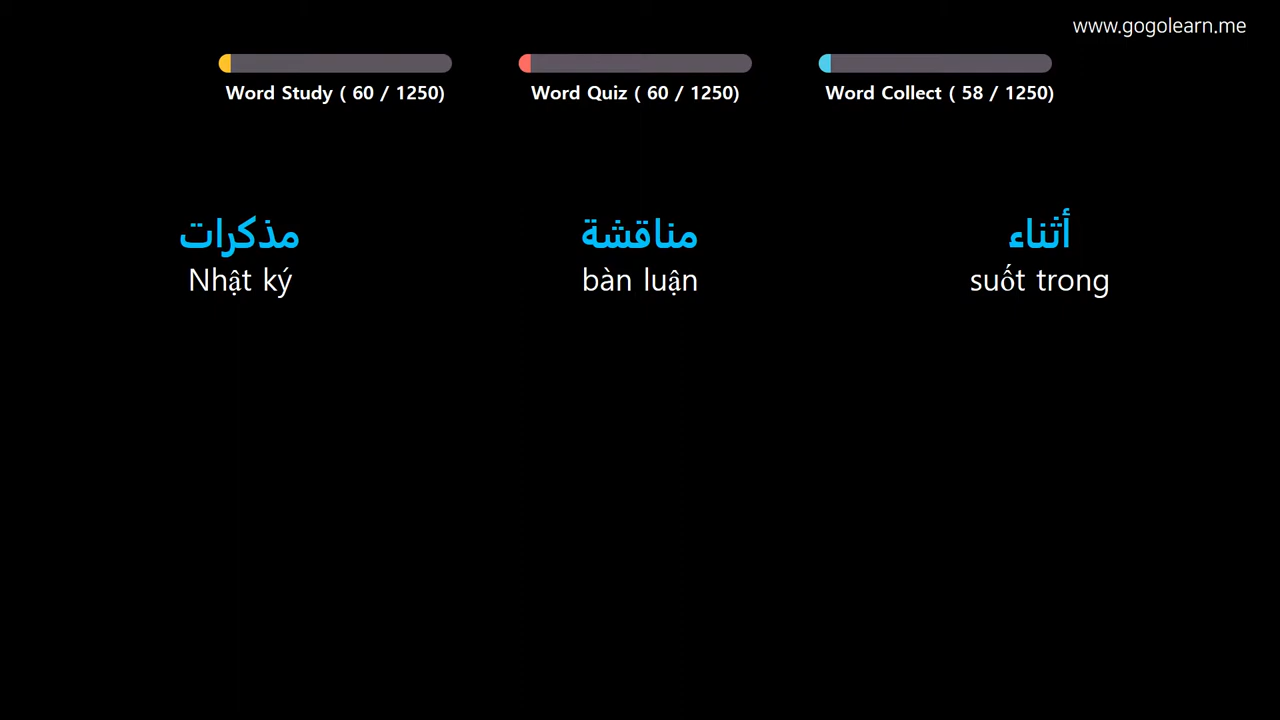 www.gogolearn.me
Word Study ( 60 / 1250)
Word Quiz ( 60 / 1250)
Word Collect ( 58 / 1250)
مذكرات
Nhật ký
مناقشة
bàn luận
أثناء
suốt trong